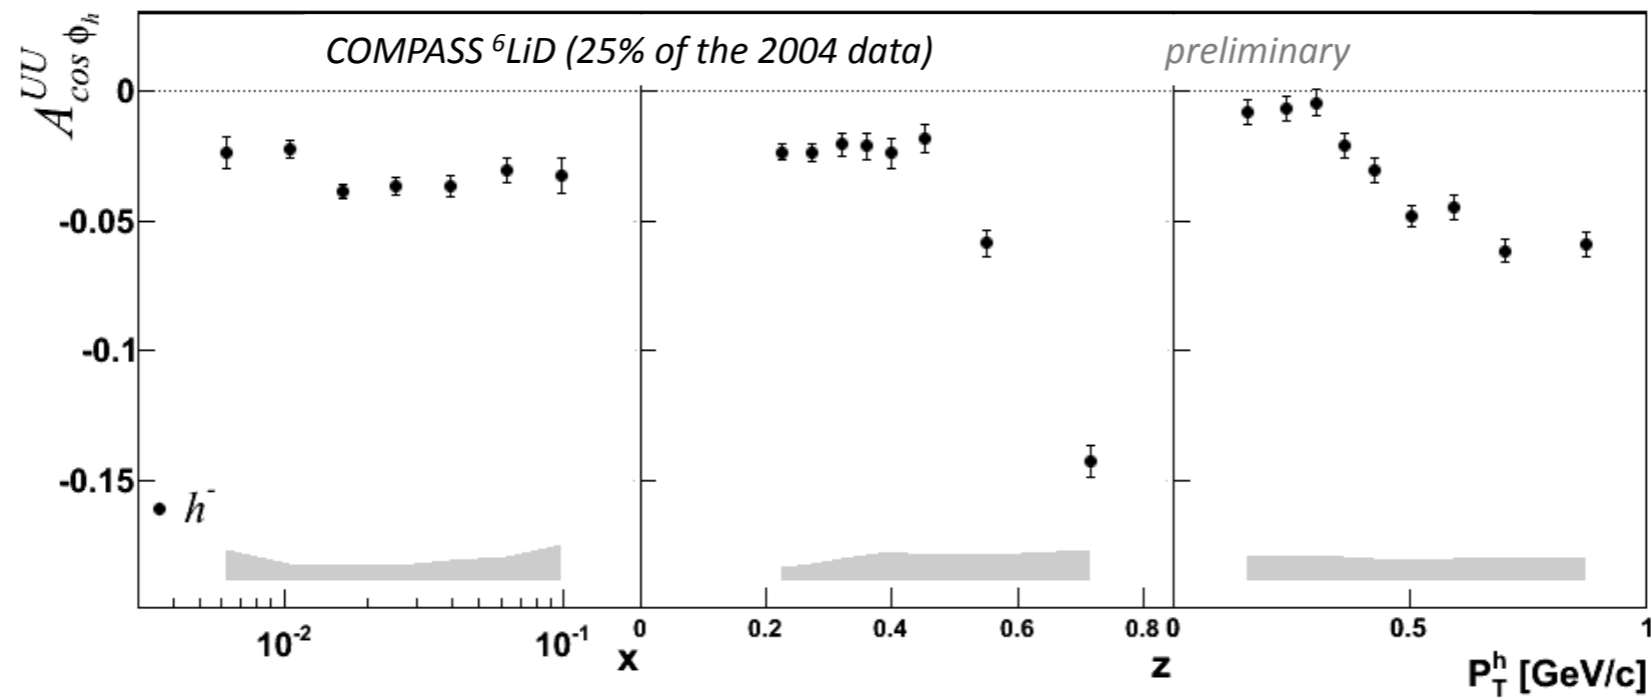 A^{UU}_{cos ϕ_h}
COMPASS ⁶LiD (25% of the 2004 data)
preliminary
0
-0.05
-0.1
-0.15
h⁻
10⁻² 10⁻¹ 0 0.2 0.4 0.6 0.8 0 0.5 1
x z P_T^h [GeV/c]